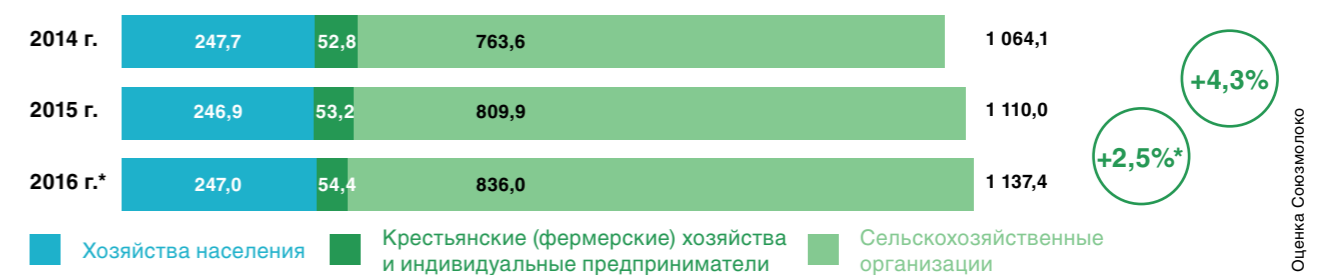 2014 г. 247,7 52,8 763,6 1 064,1
+4,3%
2015 г. 246,9 53,2 809,9 1 110,0
+2,5%*
2016 г.* 247,0 54,4 836,0 1 137,4
Хозяйства населения
Крестьянские (фермерские) хозяйства
и индивидуальные предприниматели
Сельскохозяйственные
организации
Оценка Союзмолоко